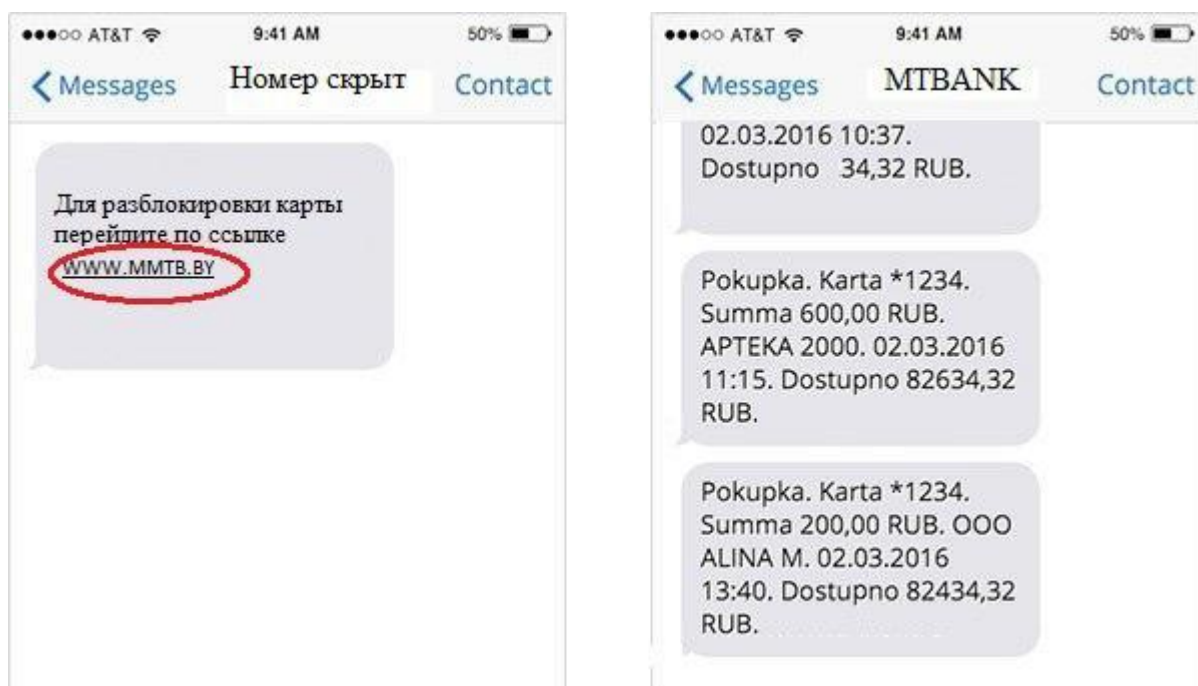 AT&T 9:41 AM 50%
Messages Номер скрыт Contact
Для разблокировки карты
перейдите по ссылке
WWW.MMTB.BY
AT&T 9:41 AM 50%
Messages MTBANK Contact
02.03.2016 10:37.
Dostupno 34,32 RUB.
Pokupka. Karta *1234.
Summa 600,00 RUB.
APTEKA 2000. 02.03.2016
11:15. Dostupno 82634,32
RUB.
Pokupka. Karta *1234.
Summa 200,00 RUB. OOO
ALINA M. 02.03.2016
13:40. Dostupno 82434,32
RUB.